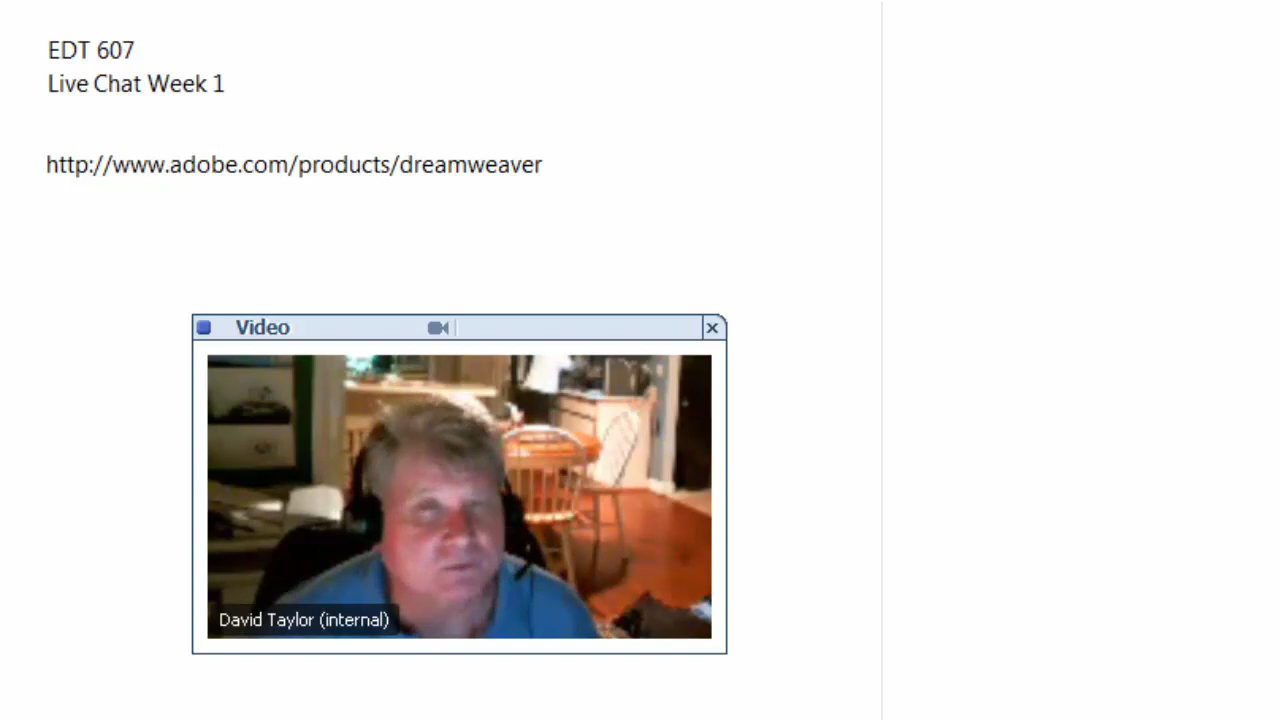 EDT 607
Live Chat Week 1
http://www.adobe.com/products/dreamweaver
Video
David Taylor (internal)